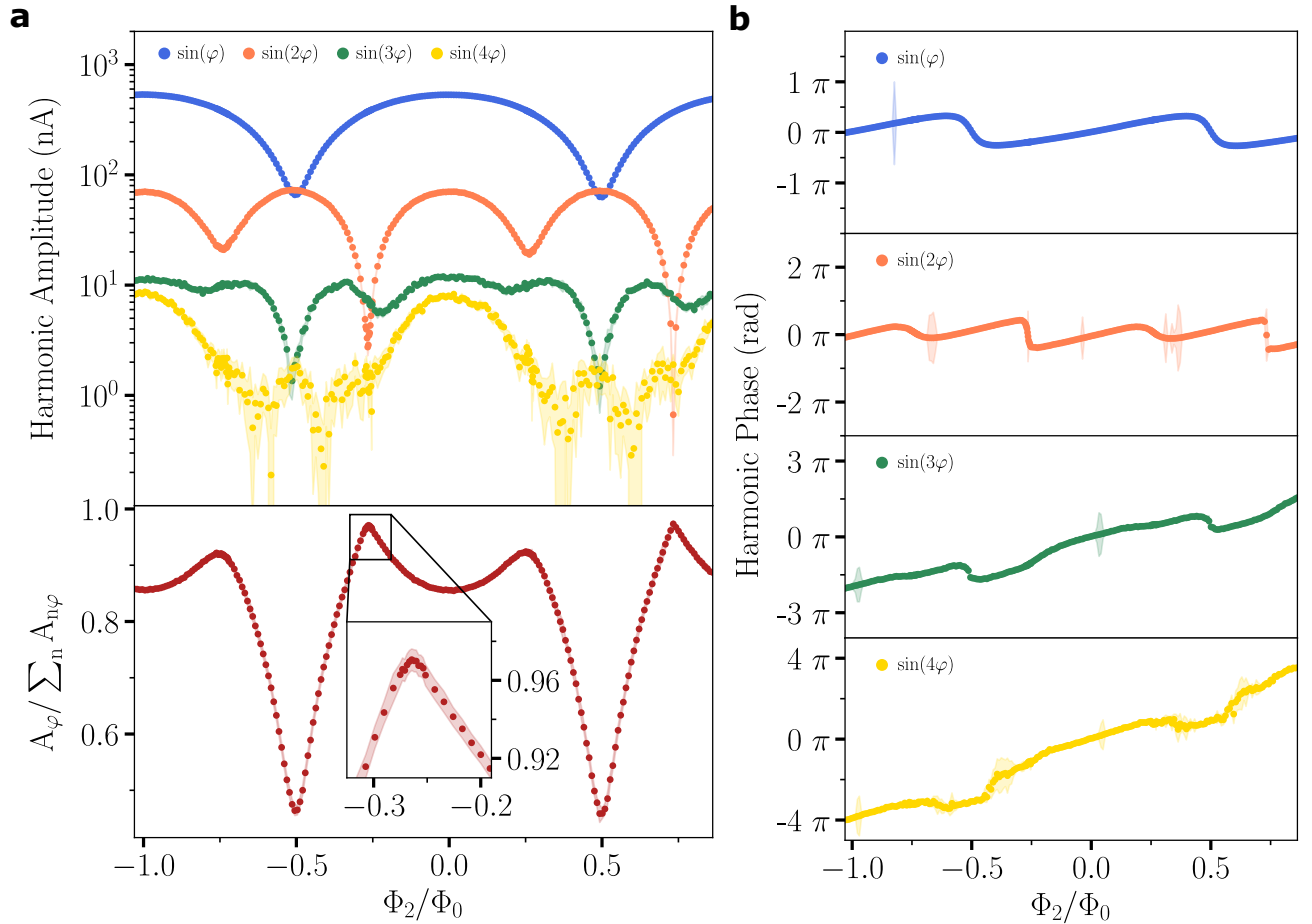 a
sin(φ) sin(2φ) sin(3φ) sin(4φ)
Harmonic Amplitude (nA)
10³
10²
10¹
10⁰
A_φ/ ∑_n A_nφ
1.0
0.8
0.6
0.96
0.92
−0.3 −0.2
−1.0 −0.5 0.0 0.5
Φ₂/Φ₀
b
Harmonic Phase (rad)
sin(φ)
1 π
0 π
-1 π
sin(2φ)
2 π
0 π
-2 π
sin(3φ)
3 π
0 π
-3 π
sin(4φ)
4 π
0 π
-4 π
−1.0 −0.5 0.0 0.5
Φ₂/Φ₀